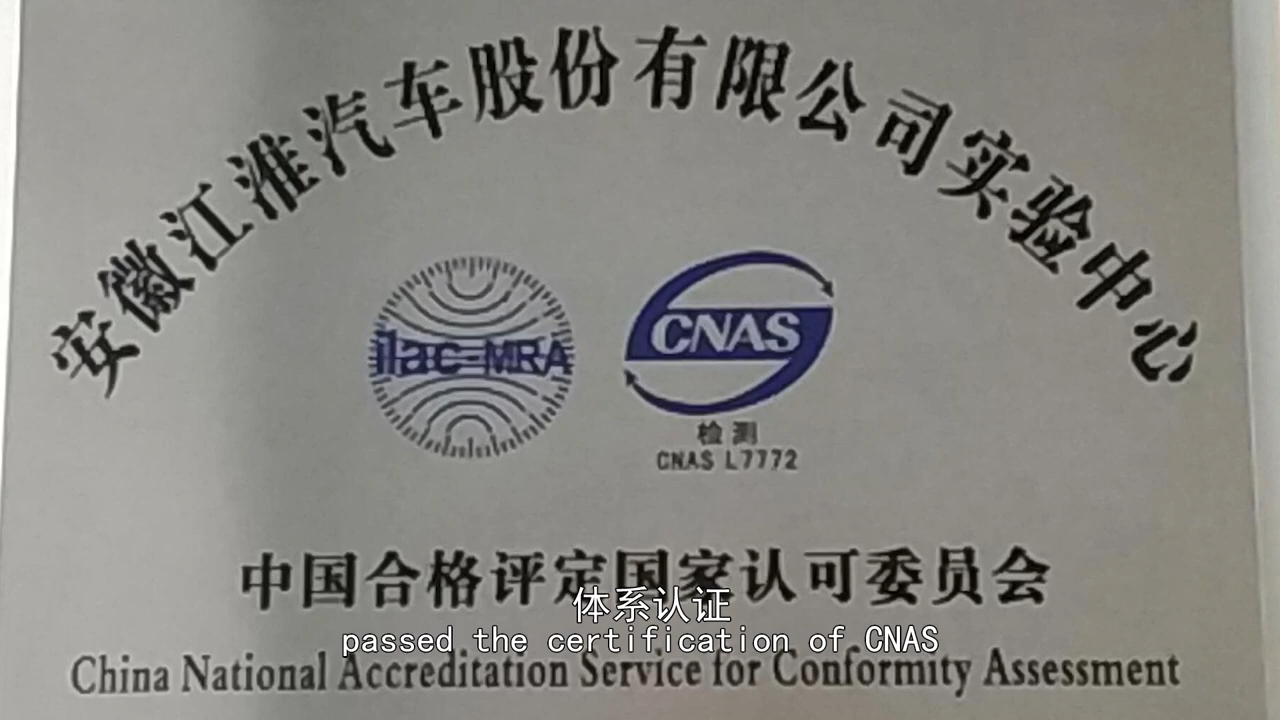 安徽江淮汽车股份有限公司实验中心
ilac-MRA
CNAS
检测
CNAS L7772
中国合格评定国家认可委员会
体系认证
passed the certification of CNAS
China National Accreditation Service for Conformity Assessment